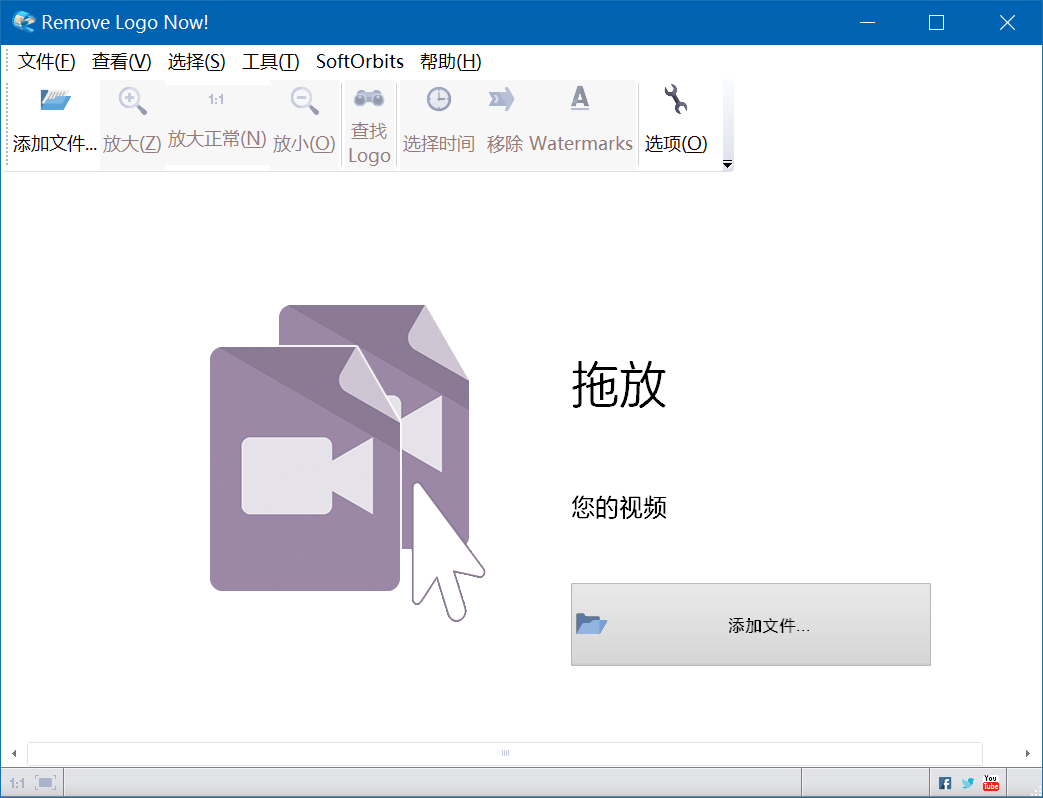 Remove Logo Now!
文件(F) 查看(V) 选择(S) 工具(T) SoftOrbits 帮助(H)
1:1 A
添加文件... 放大(Z) 放大正常(N) 放小(O) 查找 Logo 选择时间 移除 Watermarks 选项(O)
拖放
您的视频
添加文件...
1:1 You Tube